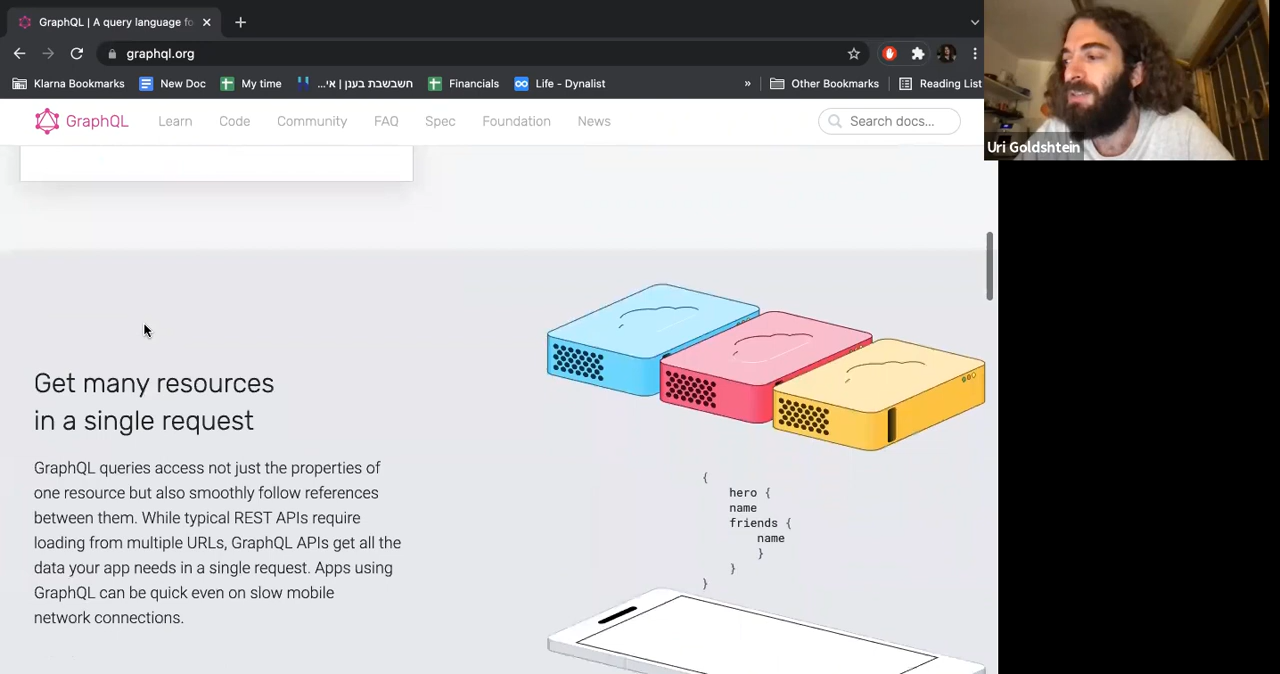 GraphQL | A query language fo
graphql.org
Klarna Bookmarks
New Doc
My time
חשבשבת בענן | אי...
Financials
Life - Dynalist
»
Other Bookmarks
Reading List
GraphQL
Learn
Code
Community
FAQ
Spec
Foundation
News
Search docs...
Uri Goldshtein
Get many resources
in a single request
GraphQL queries access not just the properties of
one resource but also smoothly follow references
between them. While typical REST APIs require
loading from multiple URLs, GraphQL APIs get all the
data your app needs in a single request. Apps using
GraphQL can be quick even on slow mobile
network connections.
{
hero {
name
friends {
name
}
}
}